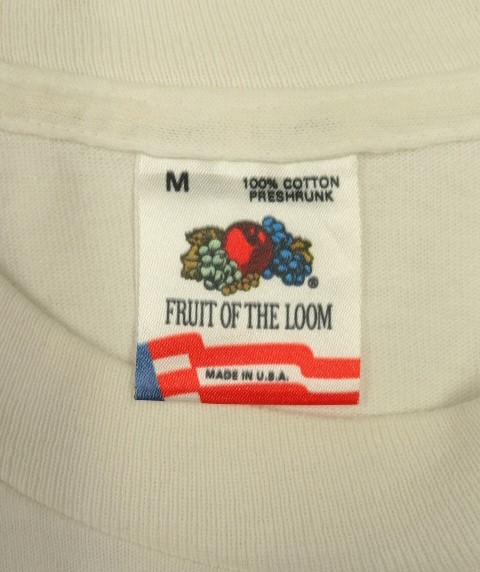 M
100% COTTON
PRESHRUNK
®
FRUIT OF THE LOOM
MADE IN U.S.A.